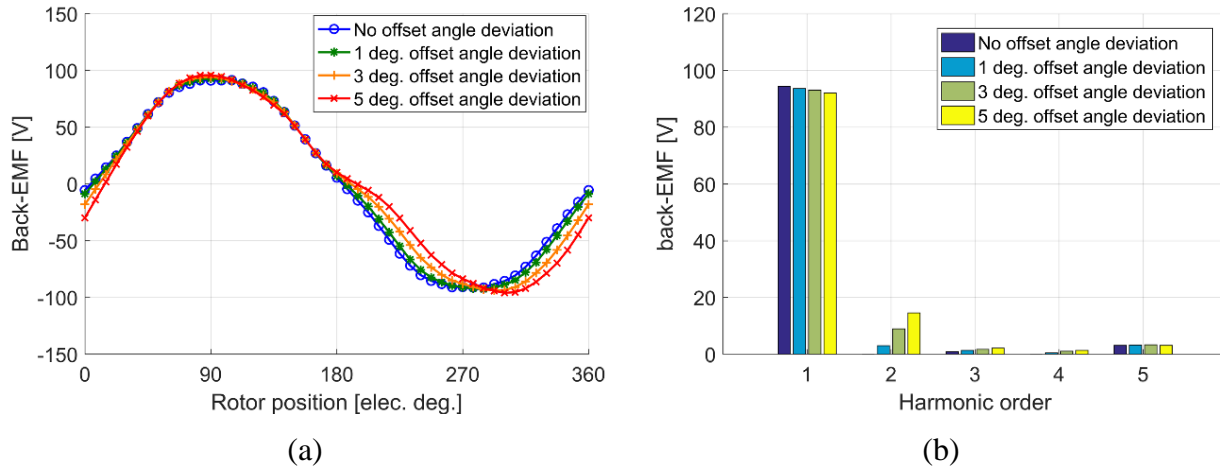 150
100
50
0
-50
-100
-150
Back-EMF [V]
No offset angle deviation
1 deg. offset angle deviation
3 deg. offset angle deviation
5 deg. offset angle deviation
0 90 180 270 360
Rotor position [elec. deg.]
(a)
120
100
80
60
40
20
0
back-EMF [V]
No offset angle deviation
1 deg. offset angle deviation
3 deg. offset angle deviation
5 deg. offset angle deviation
1 2 3 4 5
Harmonic order
(b)